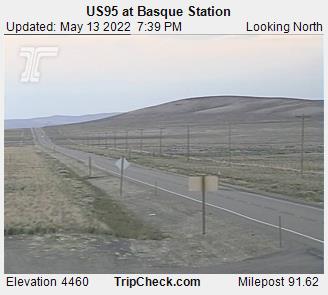 US95 at Basque Station
Updated: May 13 2022 7:39 PM Looking North
Elevation 4460 TripCheck.com Milepost 91.62